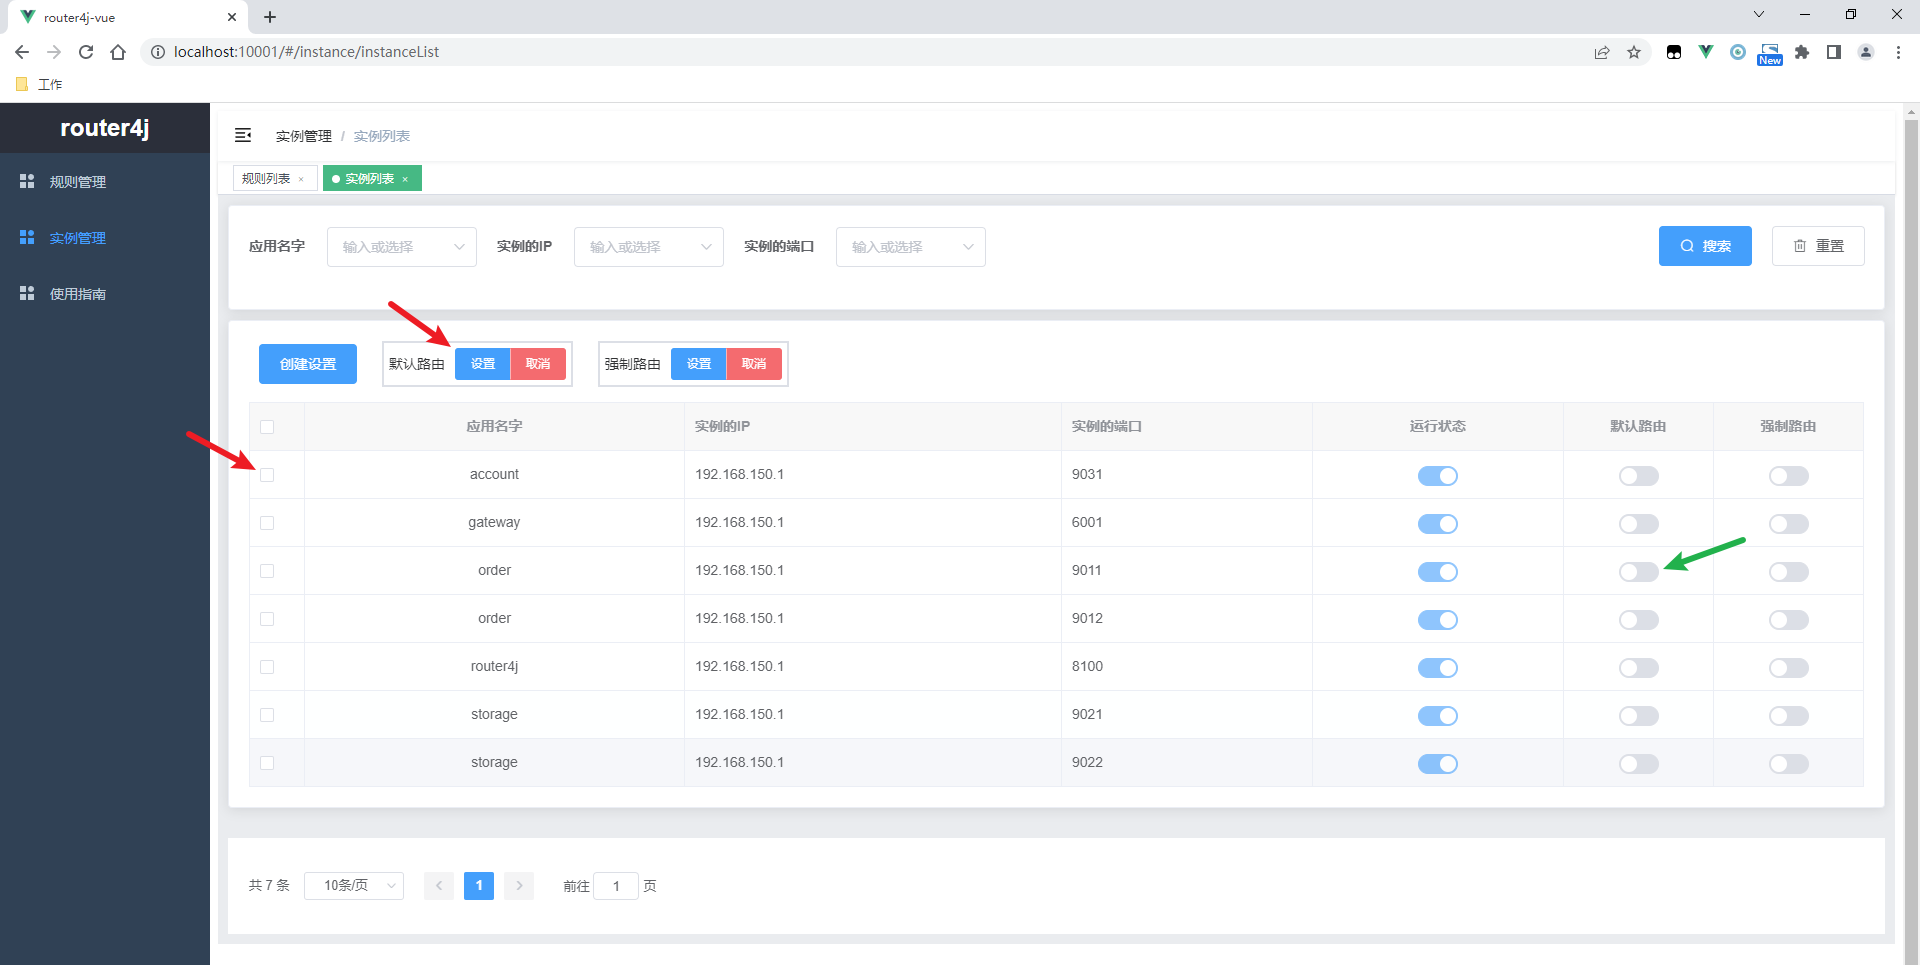 router4j-vue
localhost:10001/#/instance/instanceList
New
工作
router4j
规则管理
实例管理
使用指南
实例管理 / 实例列表
规则列表 ×
实例列表 ×
应用名字 输入或选择 实例的IP 输入或选择 实例的端口 输入或选择 搜索 重置
创建设置 默认路由 设置 取消 强制路由 设置 取消
应用名字 实例的IP 实例的端口 运行状态 默认路由 强制路由
account 192.168.150.1 9031
gateway 192.168.150.1 6001
order 192.168.150.1 9011
order 192.168.150.1 9012
router4j 192.168.150.1 8100
storage 192.168.150.1 9021
storage 192.168.150.1 9022
共 7 条 10条/页 1 前往 1 页